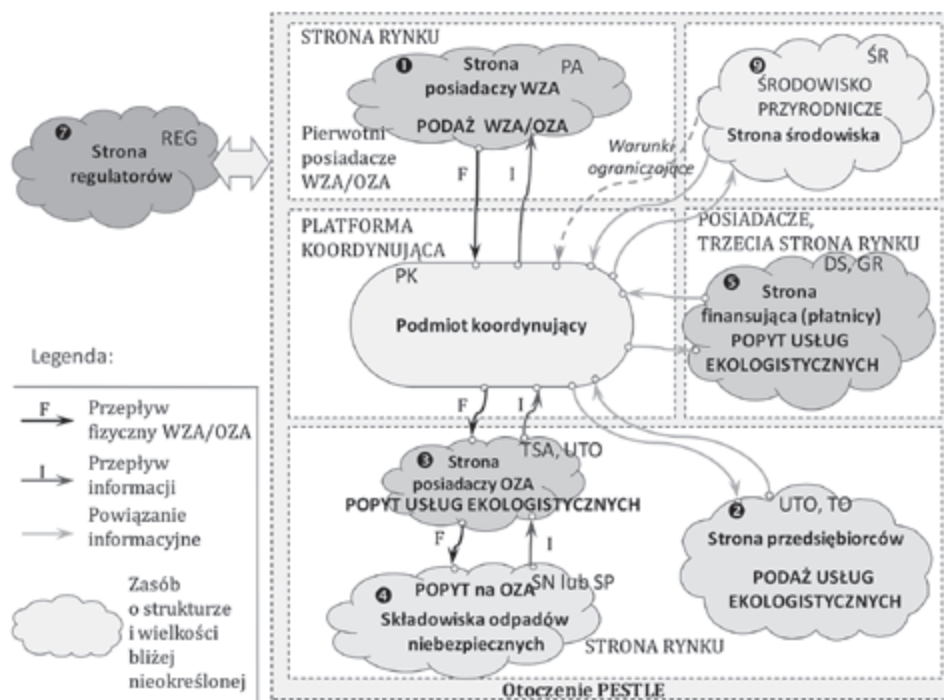 STRONA RYNKU
❶
Strona
posiadaczy WZA
PA
PODAŻ WZA/OZA
Pierwotni
posiadacze
WZA/OZA
F
I
❾
ŚR
ŚRODOWISKO
PRZYRODNICZE
Strona środowiska
Warunki
ograniczające
❼
REG
Strona
regulatorów
PLATFORMA
KOORDYNUJĄCA
PK
Podmiot koordynujący
POSIADACZE,
TRZECIA STRONA RYNKU
DS, GR
❺
Strona
finansująca (płatnicy)
POPYT USŁUG
EKOLOGISTYCZNYCH
F
I
TSA, UTO
❸
Strona
posiadaczy OZA
POPYT USŁUG EKOLOGISTYCZNYCH
F
I
POPYT na OZA
SN lub SP
❹
Składowiska odpadów
niebezpiecznych
STRONA RYNKU
❷
UTO, TO
Strona przedsiębiorców
PODAŻ USŁUG
EKOLOGISTYCZNYCH
Otoczenie PESTLE
Legenda:
F
Przepływ
fizyczny WZA/OZA
I
Przepływ
informacji
Powiązanie
informacyjne
Zasób
o strukturze
i wielkości
bliżej
nieokreślonej